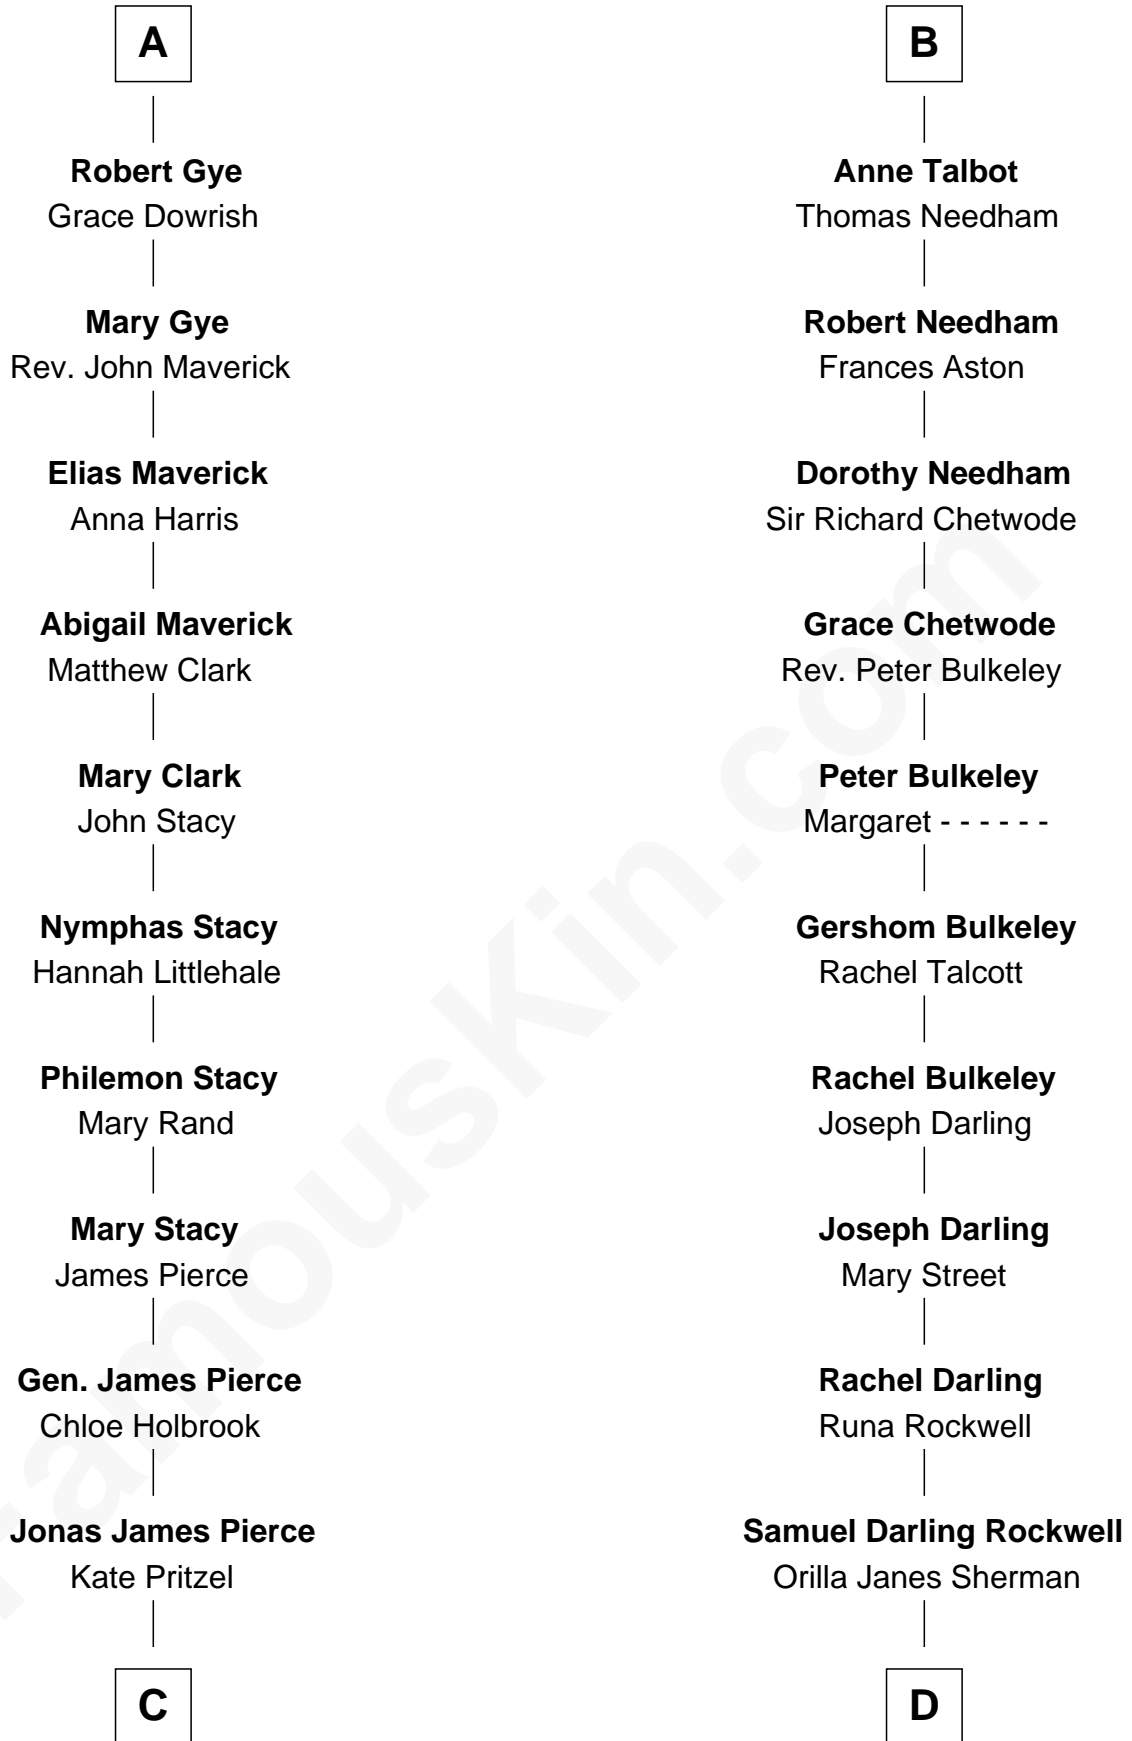 A
Robert Gye
Grace Dowrish
Mary Gye
Rev. John Maverick
Elias Maverick
Anna Harris
Abigail Maverick
Matthew Clark
Mary Clark
John Stacy
Nymphas Stacy
Hannah Littlehale
Philemon Stacy
Mary Rand
Mary Stacy
James Pierce
Gen. James Pierce
Chloe Holbrook
Jonas James Pierce
Kate Pritzel
C
B
Anne Talbot
Thomas Needham
Robert Needham
Frances Aston
Dorothy Needham
Sir Richard Chetwode
Grace Chetwode
Rev. Peter Bulkeley
Peter Bulkeley
Margaret - - - - - -
Gershom Bulkeley
Rachel Talcott
Rachel Bulkeley
Joseph Darling
Joseph Darling
Mary Street
Rachel Darling
Runa Rockwell
Samuel Darling Rockwell
Orilla Janes Sherman
D
FamousKin.com